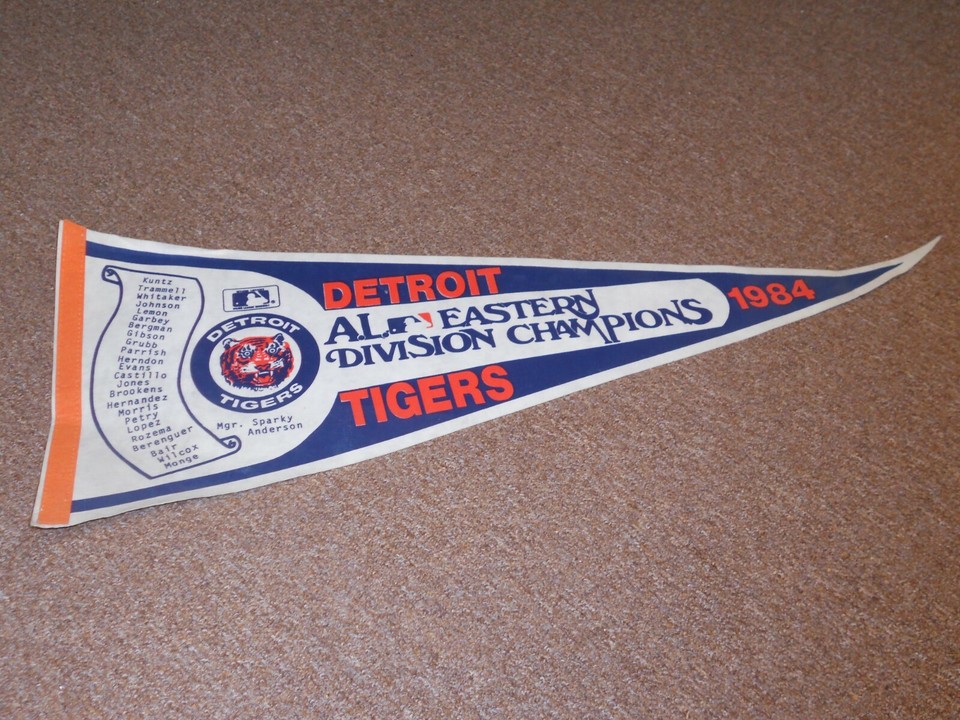 Kuntz
Trammell
Whitaker
Johnson
Lemon
Garbey
Bergman
Gibson
Grubb
Parrish
Herndon
Evans
Castillo
Jones
Brookens
Hernandez
Morris
Petry
Lopez
Rozema
Berenguer
Bair
Wilcox
Monge
DETROIT
TIGERS
Mgr. Sparky
Anderson
DETROIT
A.L. EASTERN
DIVISION CHAMPIONS
TIGERS
1984